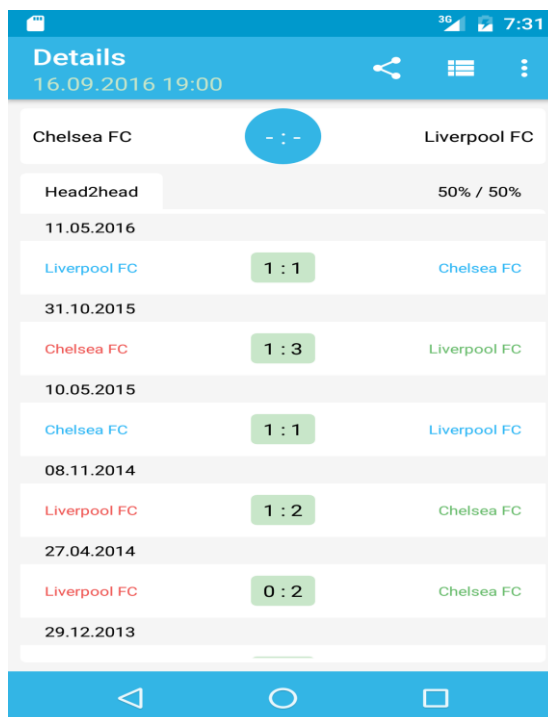 3G 7:31
Details
16.09.2016 19:00
Chelsea FC - : - Liverpool FC
Head2head 50% / 50%
11.05.2016
Liverpool FC 1 : 1 Chelsea FC
31.10.2015
Chelsea FC 1 : 3 Liverpool FC
10.05.2015
Chelsea FC 1 : 1 Liverpool FC
08.11.2014
Liverpool FC 1 : 2 Chelsea FC
27.04.2014
Liverpool FC 0 : 2 Chelsea FC
29.12.2013